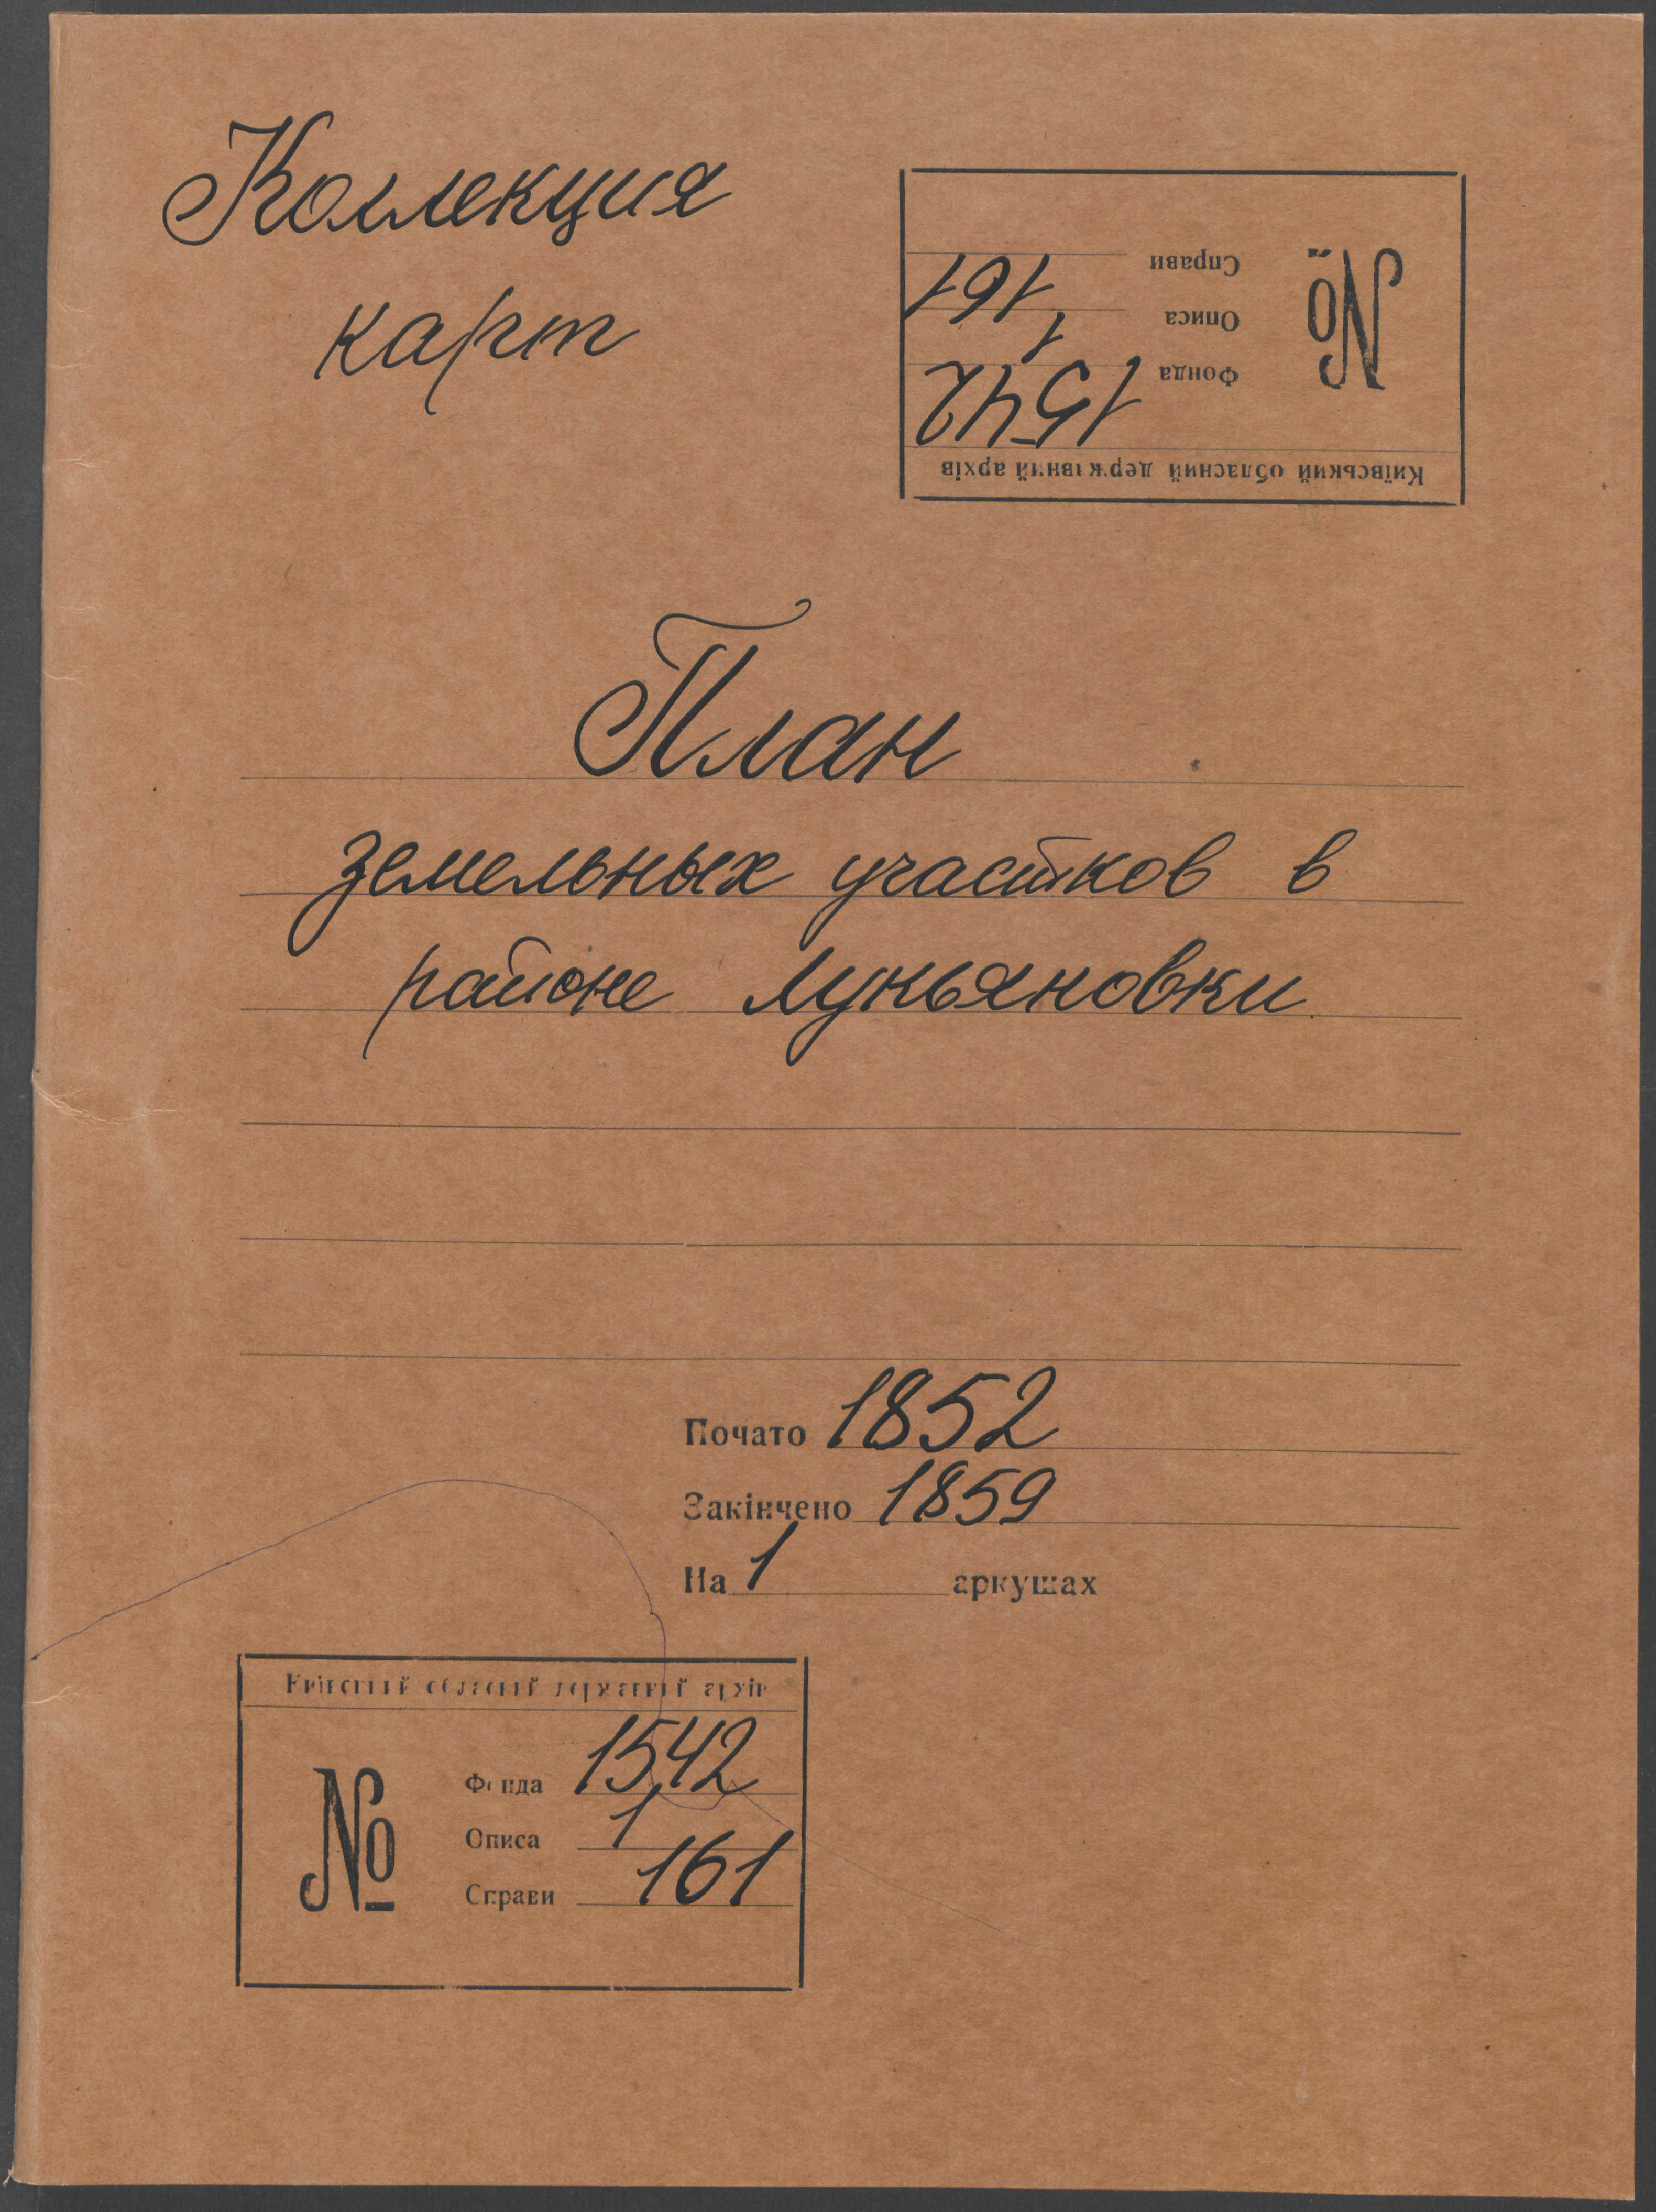 Коллекция
карт
Київський обласний державний архів
№
Фонда 1542
Описа 1
Справи 161
План
земельных участков в
районе Лукьяновки
Почато 1852
Закінчено 1859
На 1 аркушах
Київський обласний державний архів
№
Фонда 1542
Описа 1
Справи 161